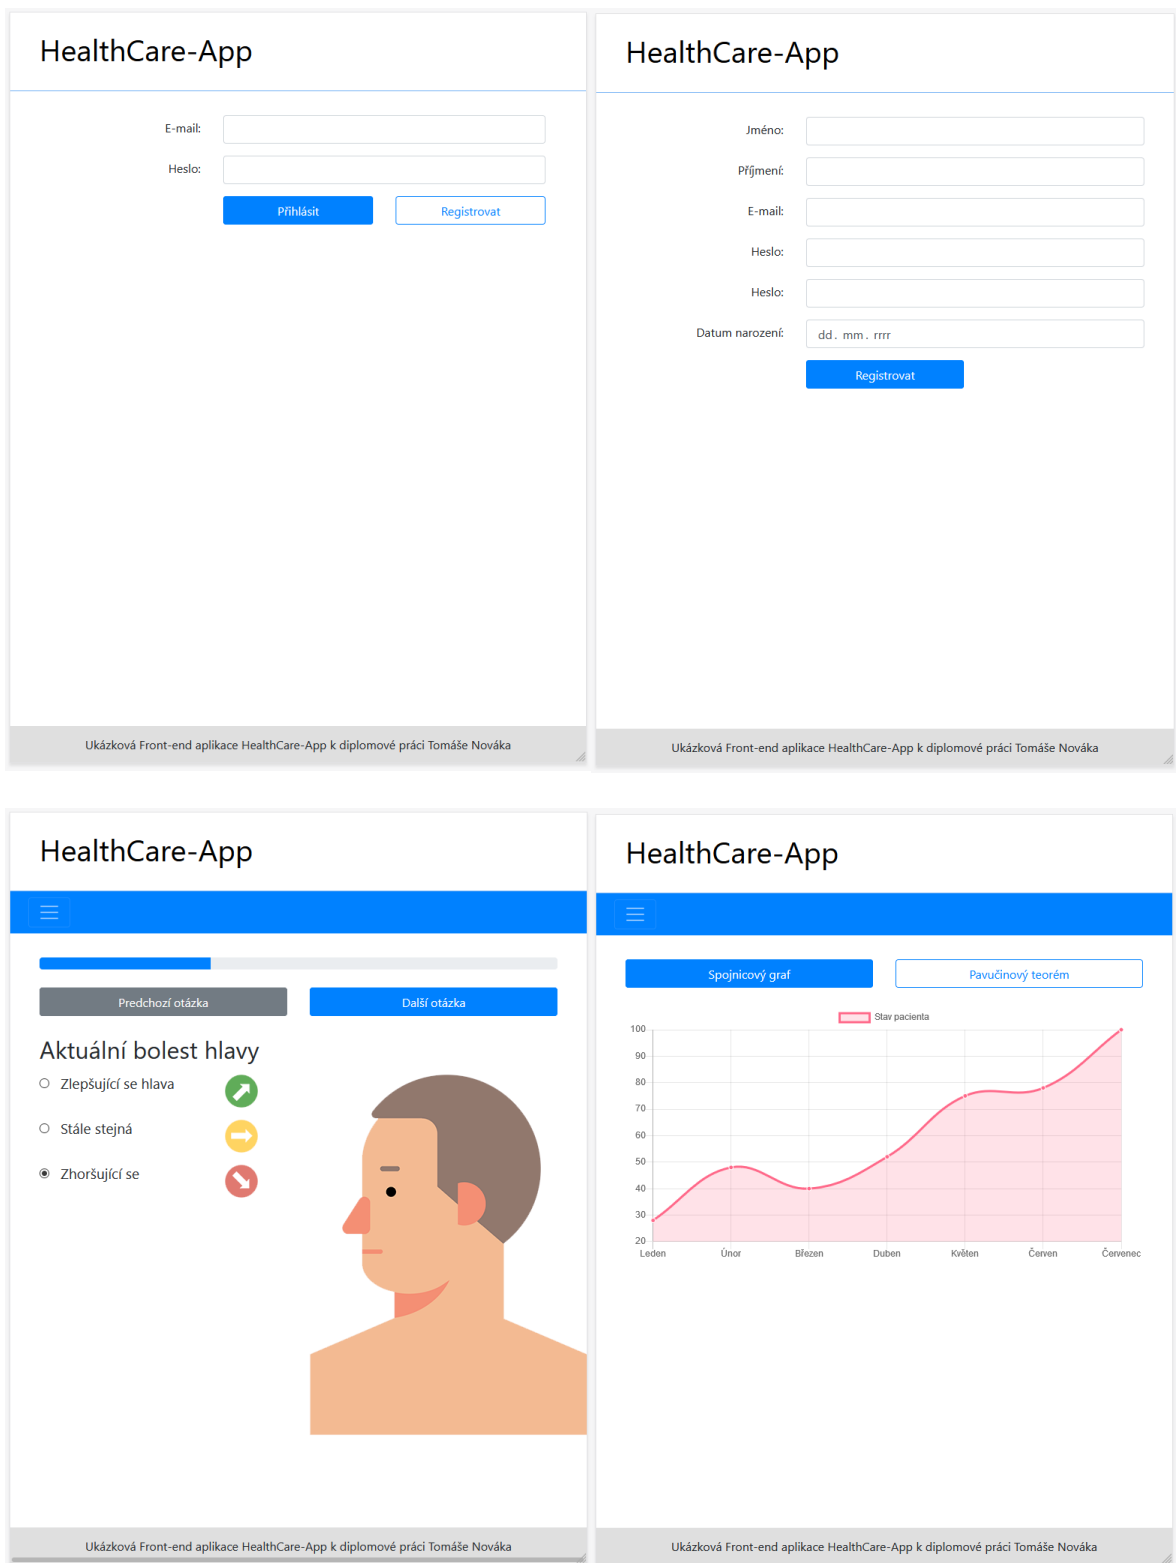 HealthCare-App
E-mail:
Heslo:
Přihlásit
Registrovat
Ukázková Front-end aplikace HealthCare-App k diplomové práci Tomáše Nováka
HealthCare-App
Jméno:
Příjmení:
E-mail:
Heslo:
Heslo:
Datum narození:
dd. mm. rrrr
Registrovat
Ukázková Front-end aplikace HealthCare-App k diplomové práci Tomáše Nováka
HealthCare-App
Predchozí otázka
Další otázka
Aktuální bolest hlavy
Zlepšující se hlava
Stále stejná
Zhoršující se
Ukázková Front-end aplikace HealthCare-App k diplomové práci Tomáše Nováka
HealthCare-App
Spojnicový graf
Pavučinový teorém
Stav pacienta
100
90
80
70
60
50
40
30
20
Leden Únor Březen Duben Květen Červen Červenec
Ukázková Front-end aplikace HealthCare-App k diplomové práci Tomáše Nováka